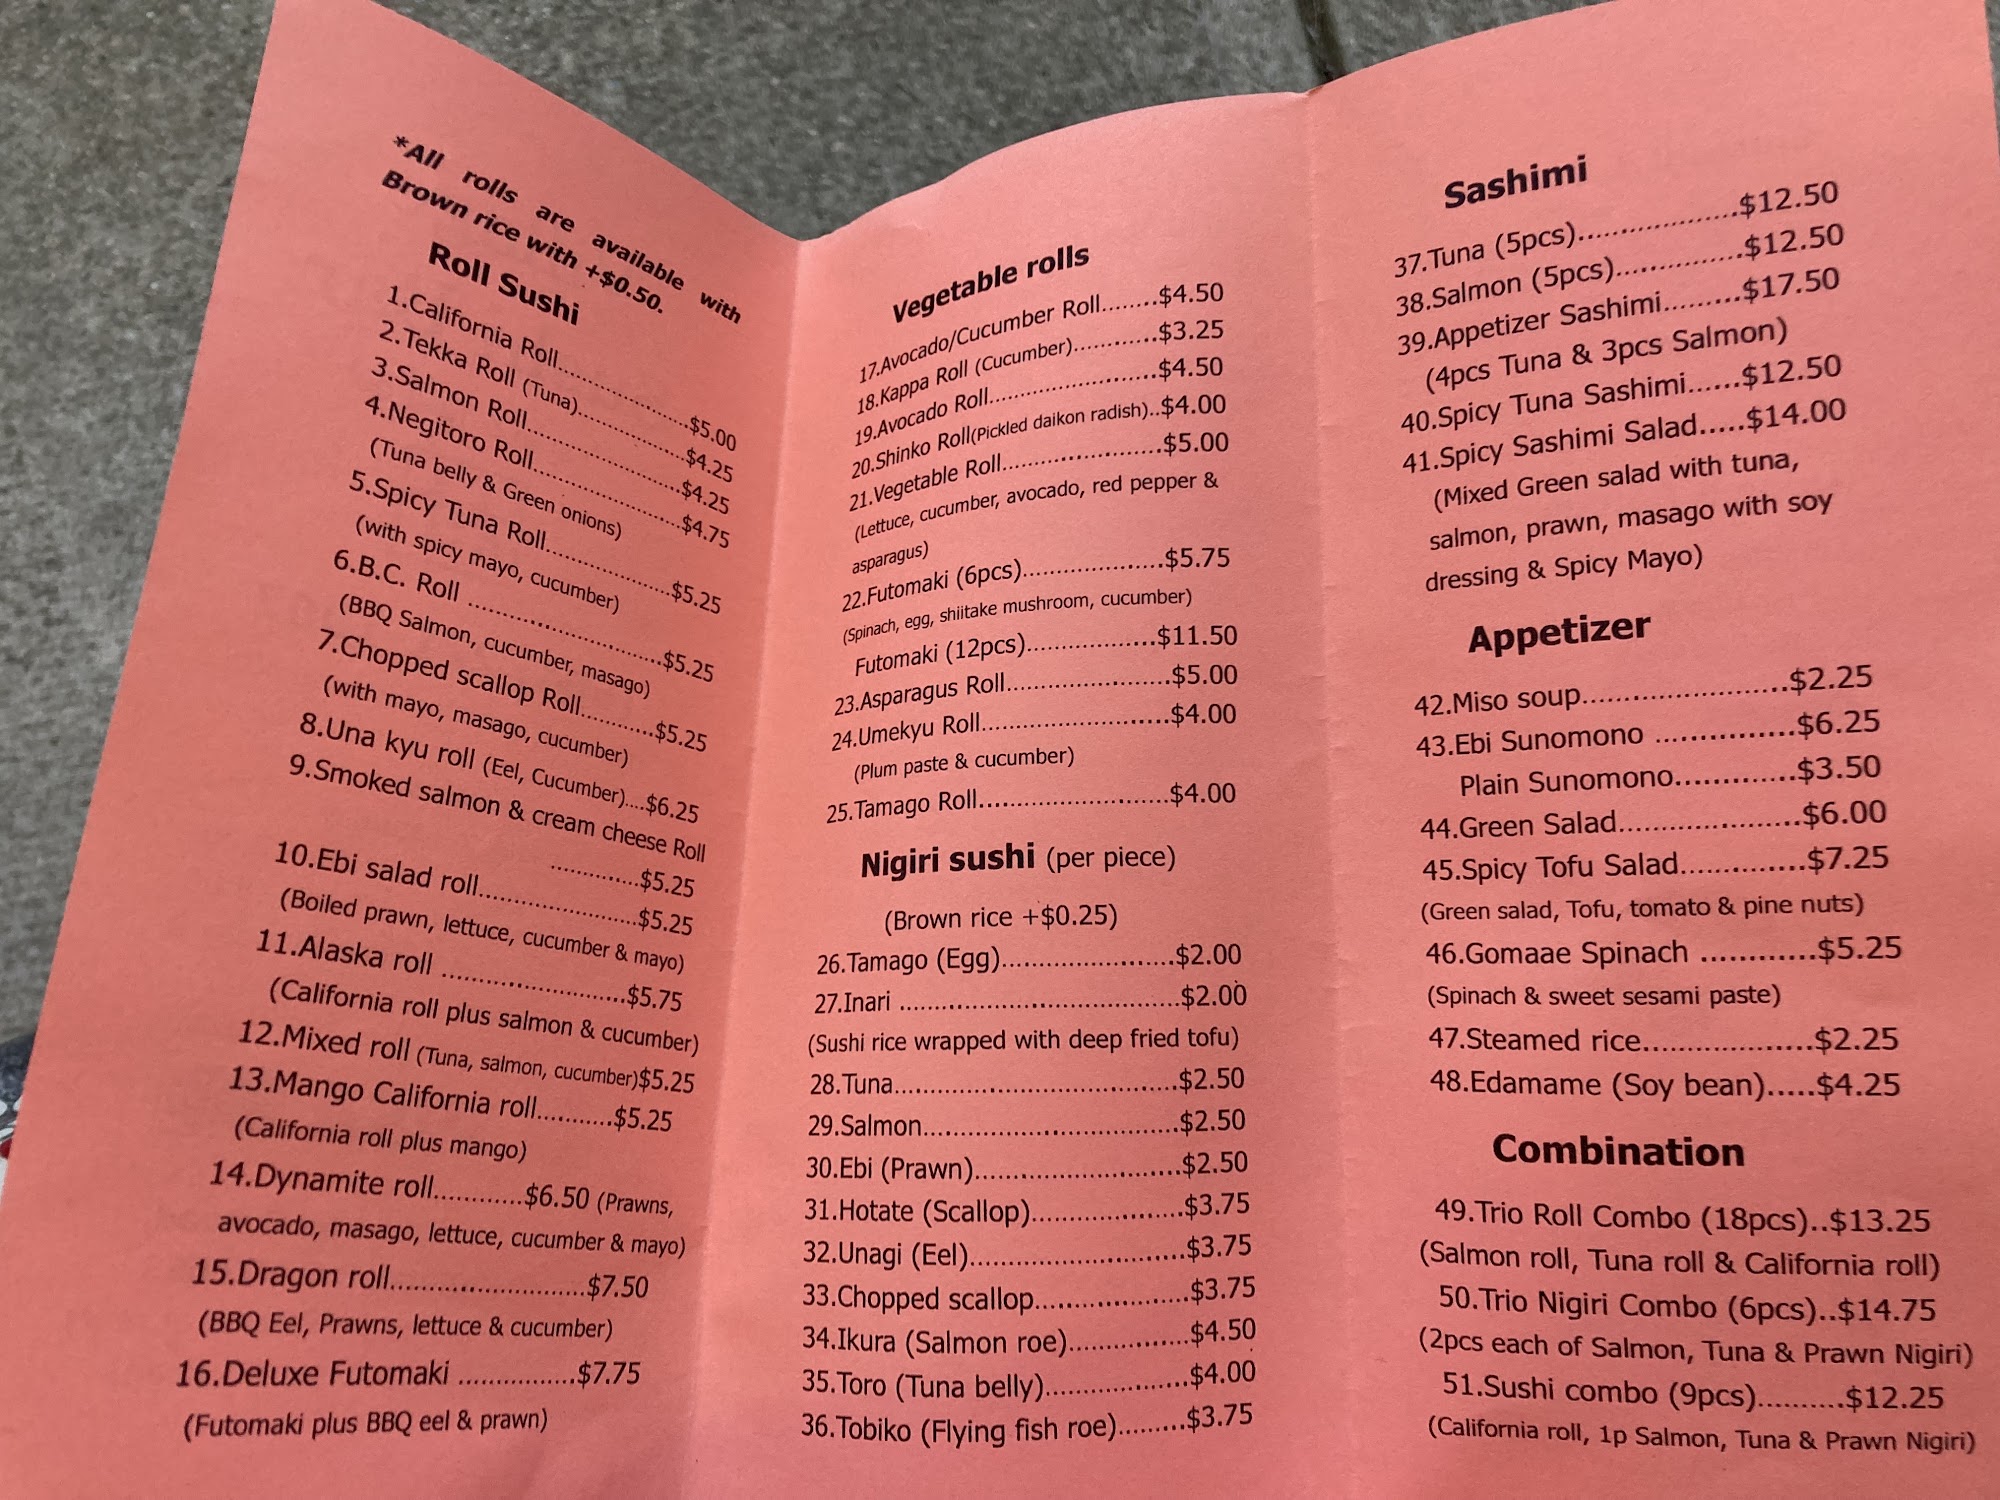 *All rolls are available with
Brown rice with +$0.50.
Roll Sushi
1.California Roll....................$5.00
2.Tekka Roll (Tuna)..................$4.25
3.Salmon Roll........................$4.25
4.Negitoro Roll......................$4.75
(Tuna belly & Green onions)
5.Spicy Tuna Roll....................$5.25
(with spicy mayo, cucumber)
6.B.C. Roll ...........................$5.25
(BBQ Salmon, cucumber, masago)
7.Chopped scallop Roll...........$5.25
(with mayo, masago, cucumber)
8.Una kyu roll (Eel, Cucumber)....$6.25
9.Smoked salmon & cream cheese Roll
.............$5.25
10.Ebi salad roll.......................$5.25
(Boiled prawn, lettuce, cucumber & mayo)
11.Alaska roll ..........................$5.75
(California roll plus salmon & cucumber)
12.Mixed roll (Tuna, salmon, cucumber)$5.25
13.Mango California roll...........$5.25
(California roll plus mango)
14.Dynamite roll............$6.50 (Prawns,
avocado, masago, lettuce, cucumber & mayo)
15.Dragon roll..........................$7.50
(BBQ Eel, Prawns, lettuce & cucumber)
16.Deluxe Futomaki ................$7.75
(Futomaki plus BBQ eel & prawn)
Vegetable rolls
17.Avocado/Cucumber Roll........$4.50
18.Kappa Roll (Cucumber)............$3.25
19.Avocado Roll........................$4.50
20.Shinko Roll(Pickled daikon radish)..$4.00
21.Vegetable Roll.......................$5.00
(Lettuce, cucumber, avocado, red pepper &
asparagus)
22.Futomaki (6pcs)....................$5.75
(Spinach, egg, shiitake mushroom, cucumber)
Futomaki (12pcs)..................$11.50
23.Asparagus Roll.......................$5.00
24.Umekyu Roll..........................$4.00
(Plum paste & cucumber)
25.Tamago Roll...........................$4.00
Nigiri sushi (per piece)
(Brown rice +$0.25)
26.Tamago (Egg)........................$2.00
27.Inari ....................................$2.00
(Sushi rice wrapped with deep fried tofu)
28.Tuna.....................................$2.50
29.Salmon.................................$2.50
30.Ebi (Prawn)...........................$2.50
31.Hotate (Scallop)....................$3.75
32.Unagi (Eel)............................$3.75
33.Chopped scallop....................$3.75
34.Ikura (Salmon roe)................$4.50
35.Toro (Tuna belly)...................$4.00
36.Tobiko (Flying fish roe).........$3.75
Sashimi
37.Tuna (5pcs)....................$12.50
38.Salmon (5pcs)................$12.50
39.Appetizer Sashimi.........$17.50
(4pcs Tuna & 3pcs Salmon)
40.Spicy Tuna Sashimi......$12.50
41.Spicy Sashimi Salad.....$14.00
(Mixed Green salad with tuna,
salmon, prawn, masago with soy
dressing & Spicy Mayo)
Appetizer
42.Miso soup........................$2.25
43.Ebi Sunomono ................$6.25
Plain Sunomono.............$3.50
44.Green Salad.....................$6.00
45.Spicy Tofu Salad..............$7.25
(Green salad, Tofu, tomato & pine nuts)
46.Gomaae Spinach ............$5.25
(Spinach & sweet sesami paste)
47.Steamed rice...................$2.25
48.Edamame (Soy bean).....$4.25
Combination
49.Trio Roll Combo (18pcs)..$13.25
(Salmon roll, Tuna roll & California roll)
50.Trio Nigiri Combo (6pcs)..$14.75
(2pcs each of Salmon, Tuna & Prawn Nigiri)
51.Sushi combo (9pcs)..........$12.25
(California roll, 1p Salmon, Tuna & Prawn Nigiri)